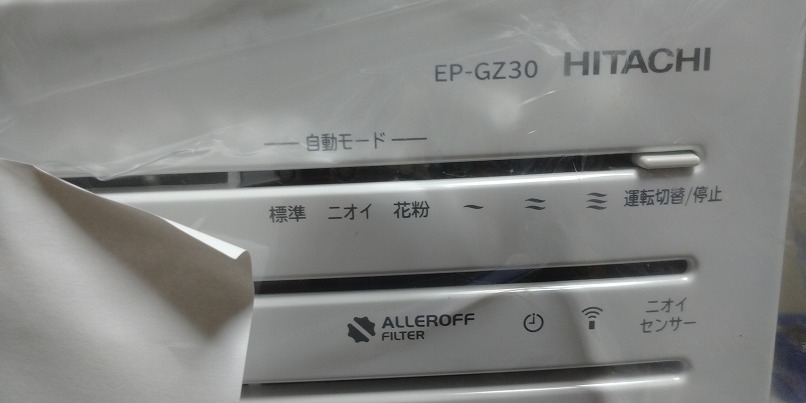 EP-GZ30 HITACHI
自動モード
標準 ニオイ 花粉 運転切替/停止
ALLEROFF
FILTER
ニオイ
センサー